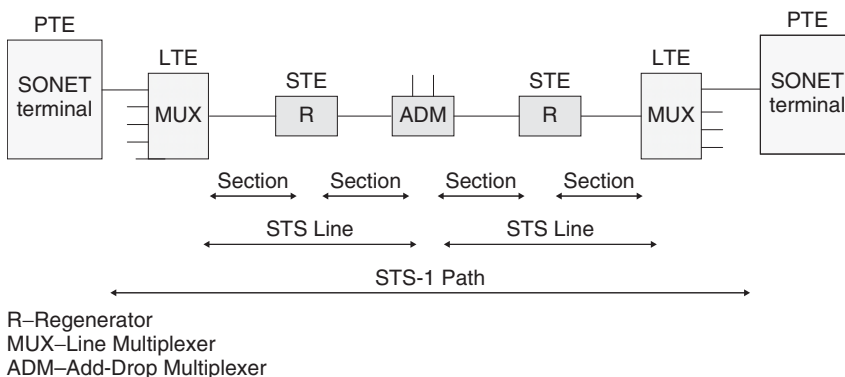 PTE
PTE
LTE
LTE
SONET
terminal
STE
STE
SONET
terminal
MUX
R
ADM
R
MUX
Section
Section
Section
Section
STS Line
STS Line
STS-1 Path
R–Regenerator
MUX–Line Multiplexer
ADM–Add-Drop Multiplexer